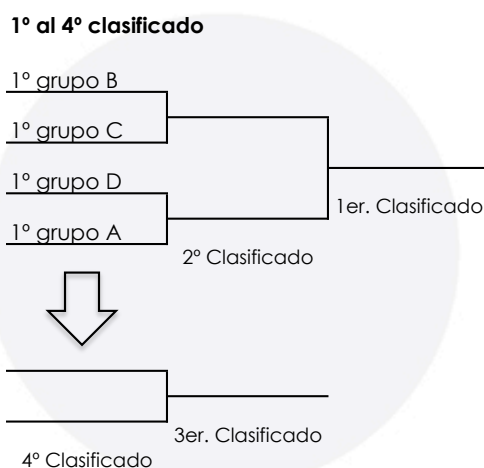 1º al 4º clasificado
1º grupo B
1º grupo C
1º grupo D
1º grupo A
1er. Clasificado
2º Clasificado
3er. Clasificado
4º Clasificado